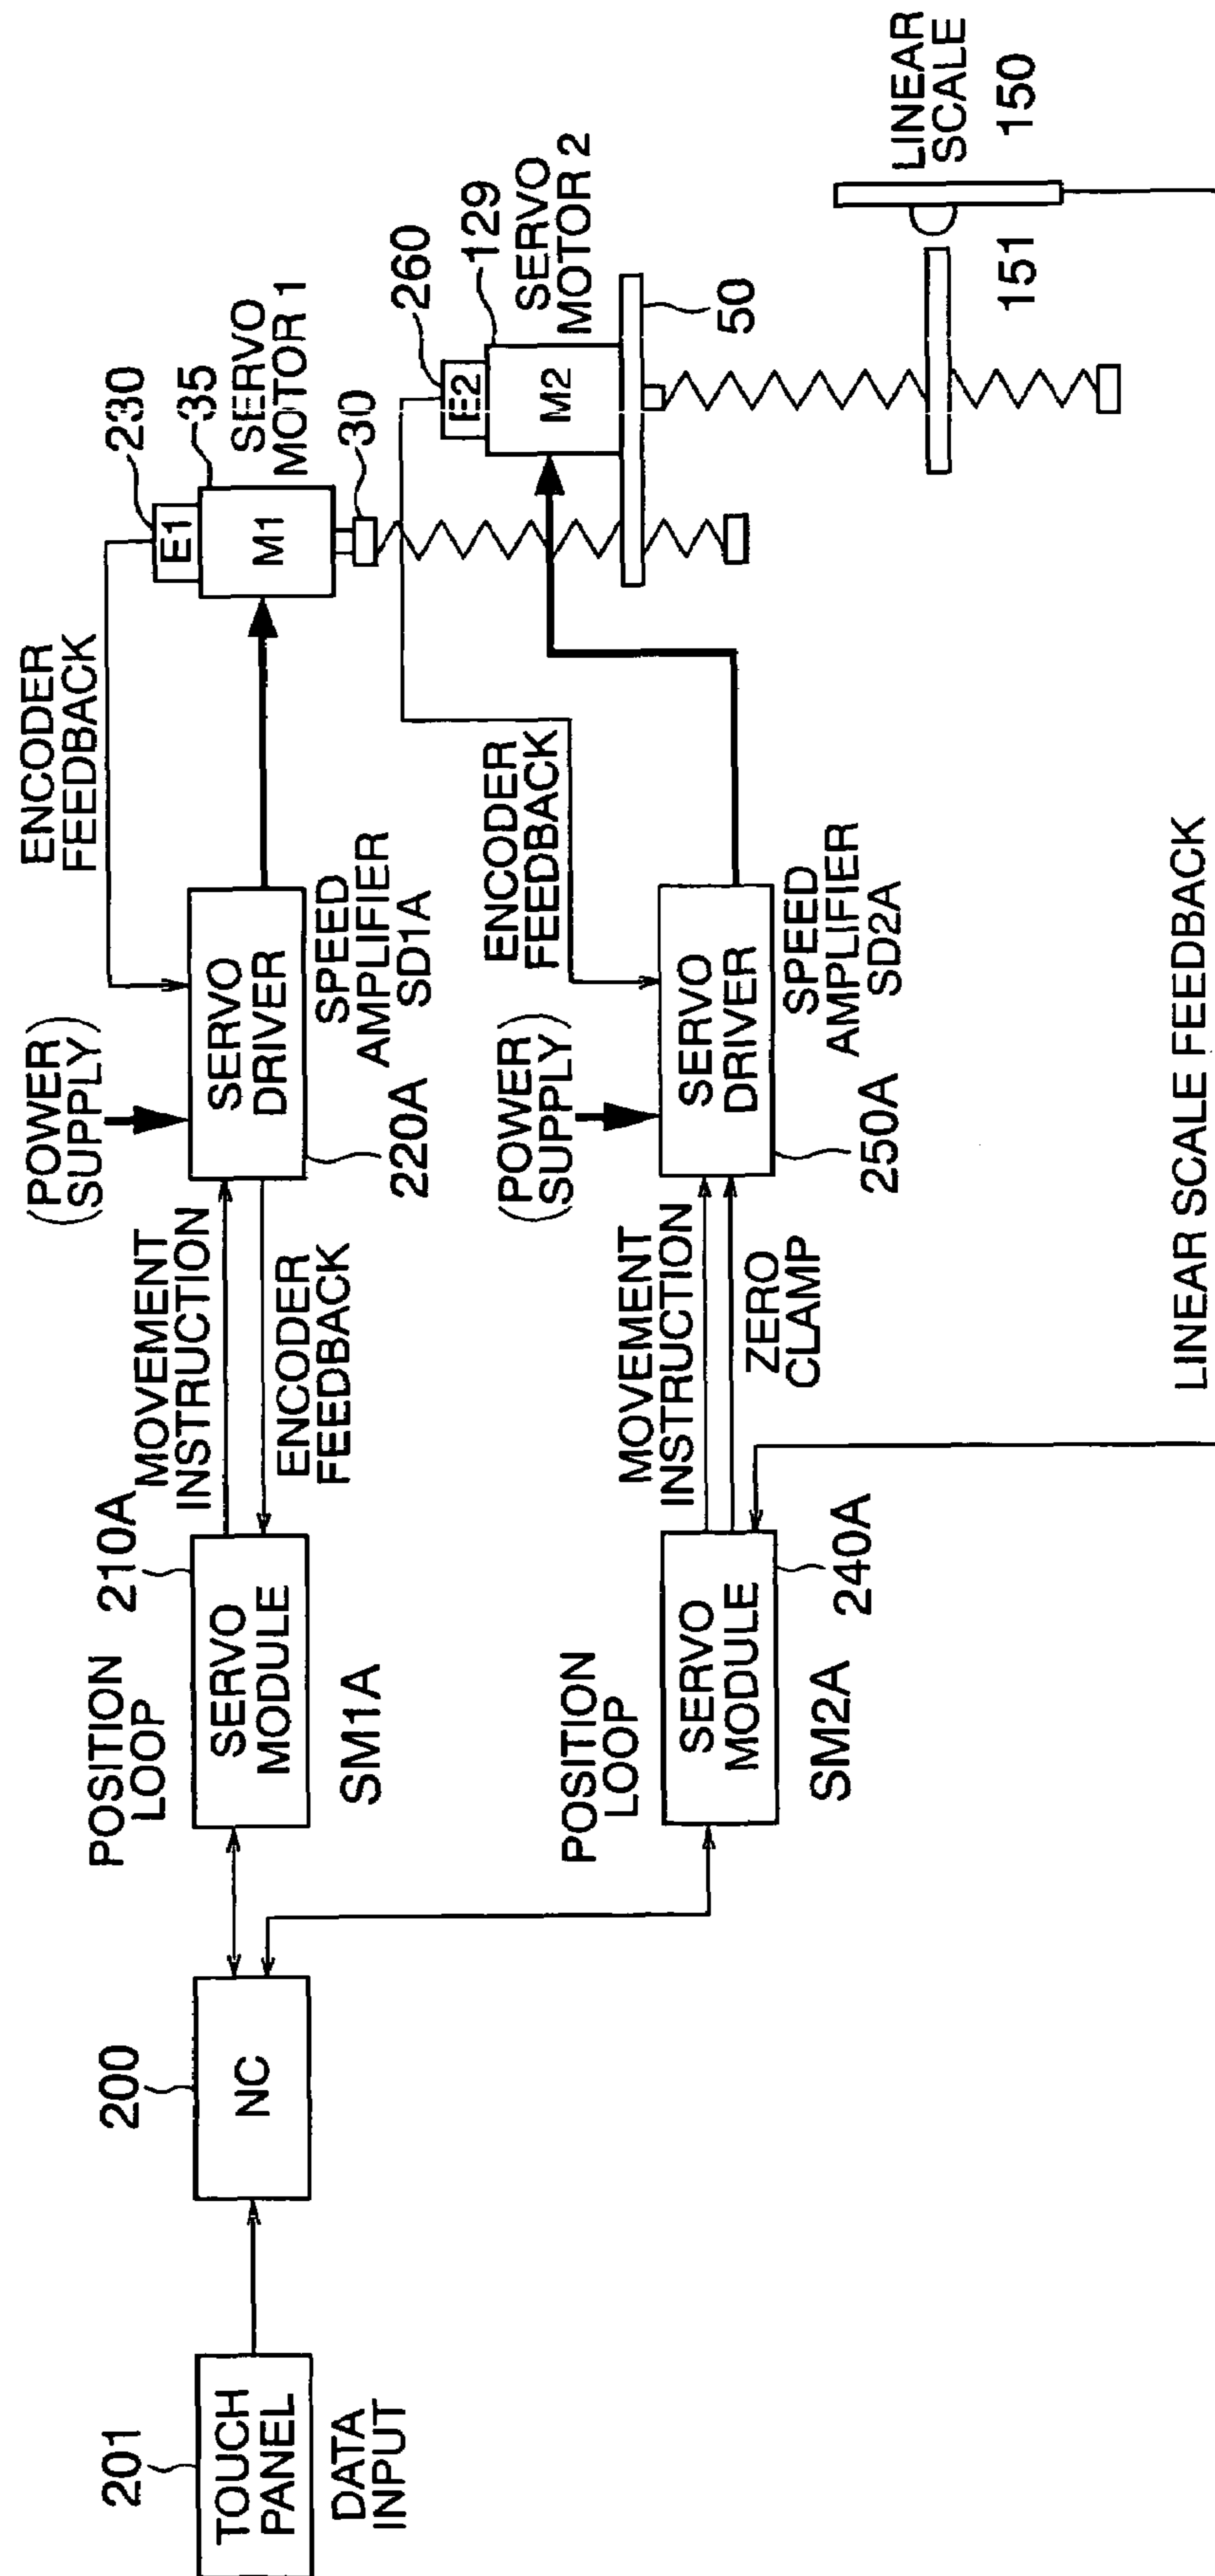 201
TOUCH
PANEL
DATA
INPUT
200
NC
POSITION
LOOP
210A
SERVO
MODULE
SM1A
MOVEMENT
INSTRUCTION
ENCODER
FEEDBACK
(POWER
SUPPLY)
SERVO
DRIVER
220A
SPEED
AMPLIFIER
SD1A
ENCODER
FEEDBACK
230
E1
35
M1
SERVO
MOTOR 1
30
POSITION
LOOP
SERVO
MODULE
SM2A
240A
MOVEMENT
INSTRUCTION
ZERO
CLAMP
(POWER
SUPPLY)
SERVO
DRIVER
250A
SPEED
AMPLIFIER
SD2A
ENCODER
FEEDBACK
260
E2
129
M2
SERVO
MOTOR 2
50
LINEAR
SCALE
150
151
LINEAR SCALE FEEDBACK